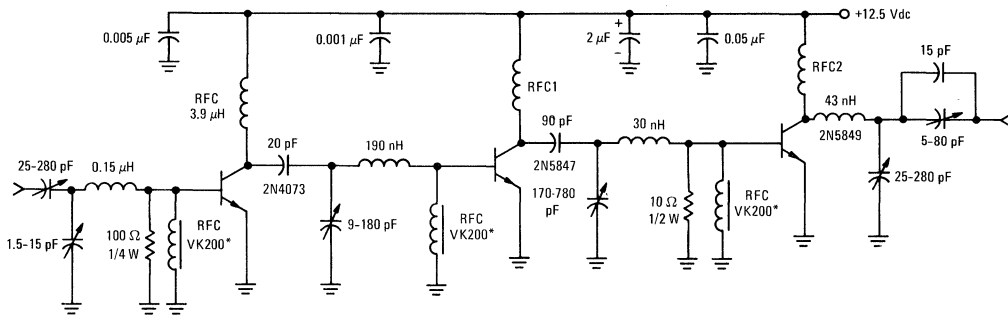 +12.5 Vdc
0.005 μF
0.001 μF
+
2 μF
–
0.05 μF
15 pF
RFC
3.9 μH
RFC1
RFC2
43 nH
2N5849
5–80 pF
20 pF
2N4073
190 nH
90 pF
2N5847
30 nH
25–280 pF
0.15 μH
1.5–15 pF
100 Ω
1/4 W
RFC
VK200*
9–180 pF
RFC
VK200*
170-780
pF
10 Ω
1/2 W
RFC
VK200*
25–280 pF